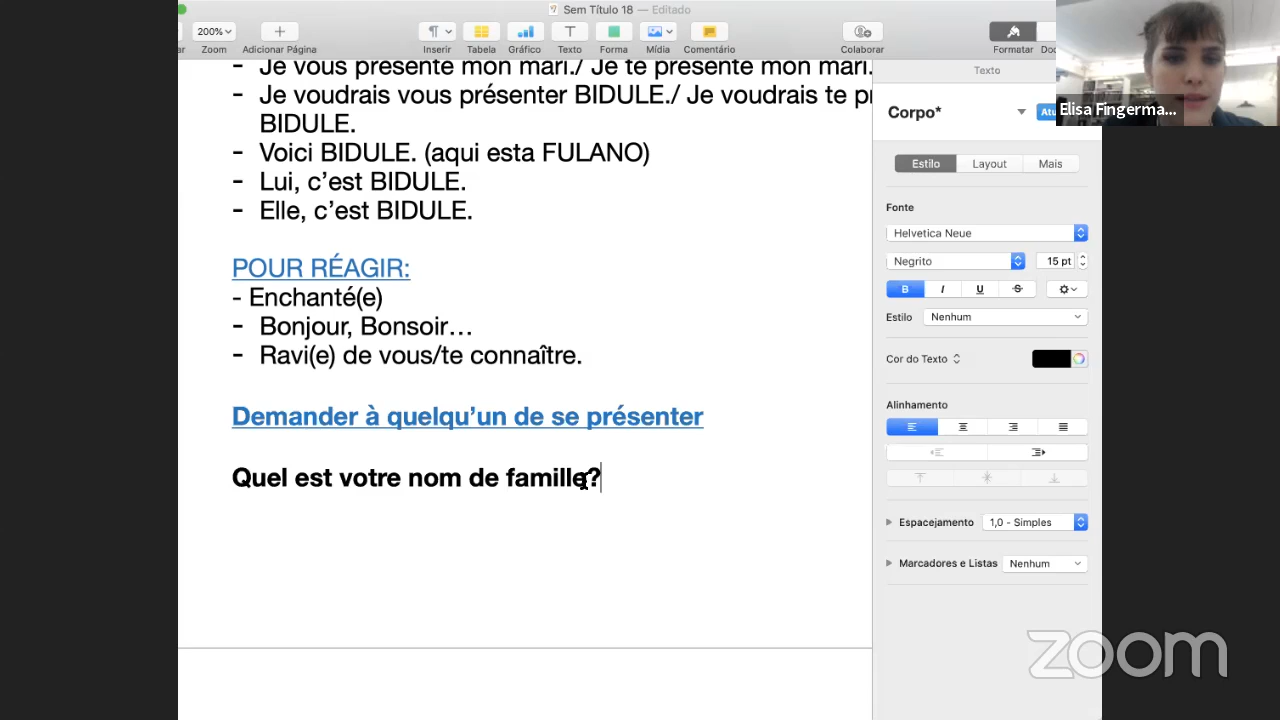 Sem Título 18 — Editado
200%
Zoom
Adicionar Página
Inserir
Tabela
Gráfico
Texto
Forma
Mídia
Comentário
Colaborar
Formatar
- Je vous présente mon mari./ Je te présente mon mari.
- Je voudrais vous présenter BIDULE./ Je voudrais te pr
BIDULE.
- Voici BIDULE. (aqui esta FULANO)
- Lui, c’est BIDULE.
- Elle, c’est BIDULE.
POUR RÉAGIR:
- Enchanté(e)
- Bonjour, Bonsoir…
- Ravi(e) de vous/te connaître.
Demander à quelqu’un de se présenter
Quel est votre nom de famille?
Texto
Corpo*
Elisa Fingerma...
Estilo
Layout
Mais
Fonte
Helvetica Neue
Negrito
15 pt
B I U S
Estilo
Nenhum
Cor do Texto
Alinhamento
Espacejamento
1,0 - Simples
Marcadores e Listas
Nenhum
zoom